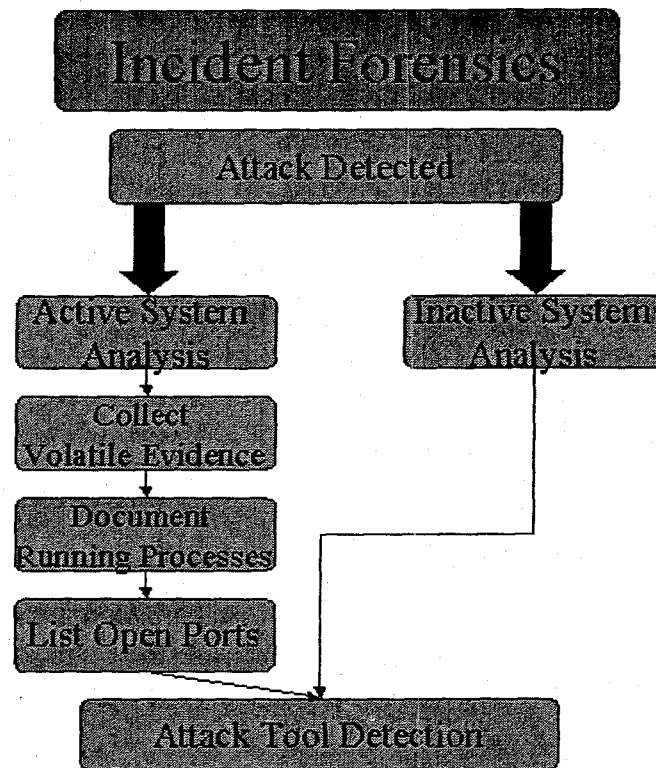 Incident Forensics
Attack Detected
Active System
Analysis
Inactive System
Analysis
Collect
Volatile Evidence
Document
Running Processes
List Open Ports
Attack Tool Detection